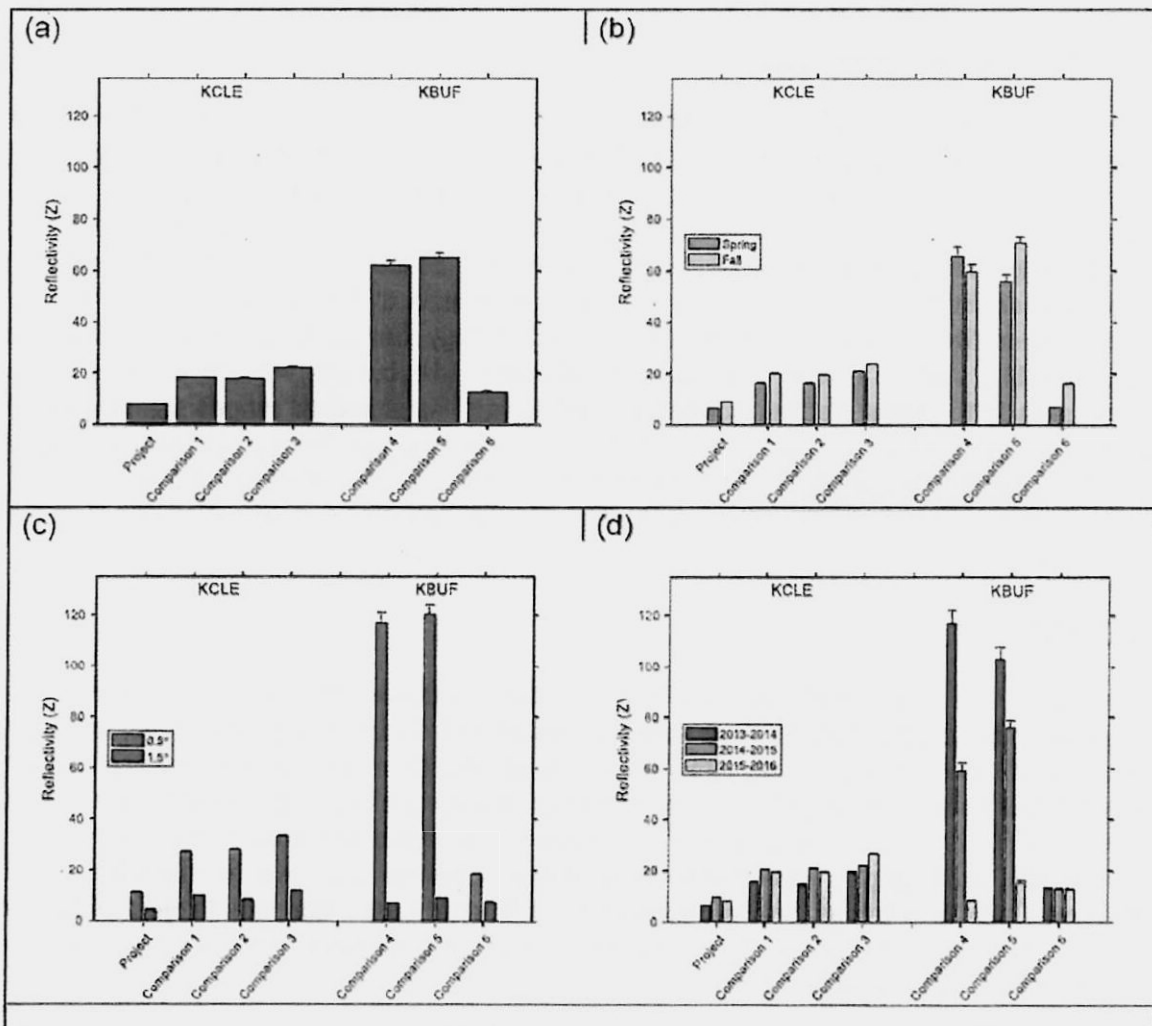 (a)
KCLE KBUF
Reflectivity (Z)
120
100
80
60
40
20
0
Project
Comparison 1
Comparison 2
Comparison 3
Comparison 4
Comparison 5
Comparison 6
(b)
KCLE KBUF
Reflectivity (Z)
120
100
80
60
40
20
0
Spring
Fall
Project
Comparison 1
Comparison 2
Comparison 3
Comparison 4
Comparison 5
Comparison 6
(c)
KCLE KBUF
Reflectivity (Z)
120
100
80
60
40
20
0
0.5°
1.5°
Project
Comparison 1
Comparison 2
Comparison 3
Comparison 4
Comparison 5
Comparison 6
(d)
KCLE KBUF
Reflectivity (Z)
120
100
80
60
40
20
0
2013-2014
2014-2015
2015-2016
Project
Comparison 1
Comparison 2
Comparison 3
Comparison 4
Comparison 5
Comparison 6